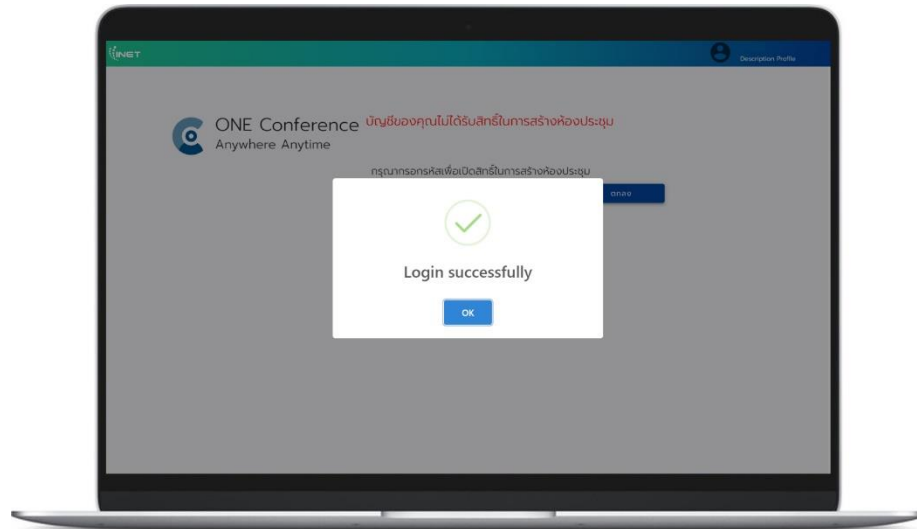 INET
Description Profile
ONE Conference
Anywhere Anytime
บัญชีของคุณไม่ได้รับสิทธิ์ในการสร้างห้องประชุม
กรุณากรอกรหัสเพื่อเปิดสิทธิ์ในการสร้างห้องประชุม
ตกลง
Login successfully
OK